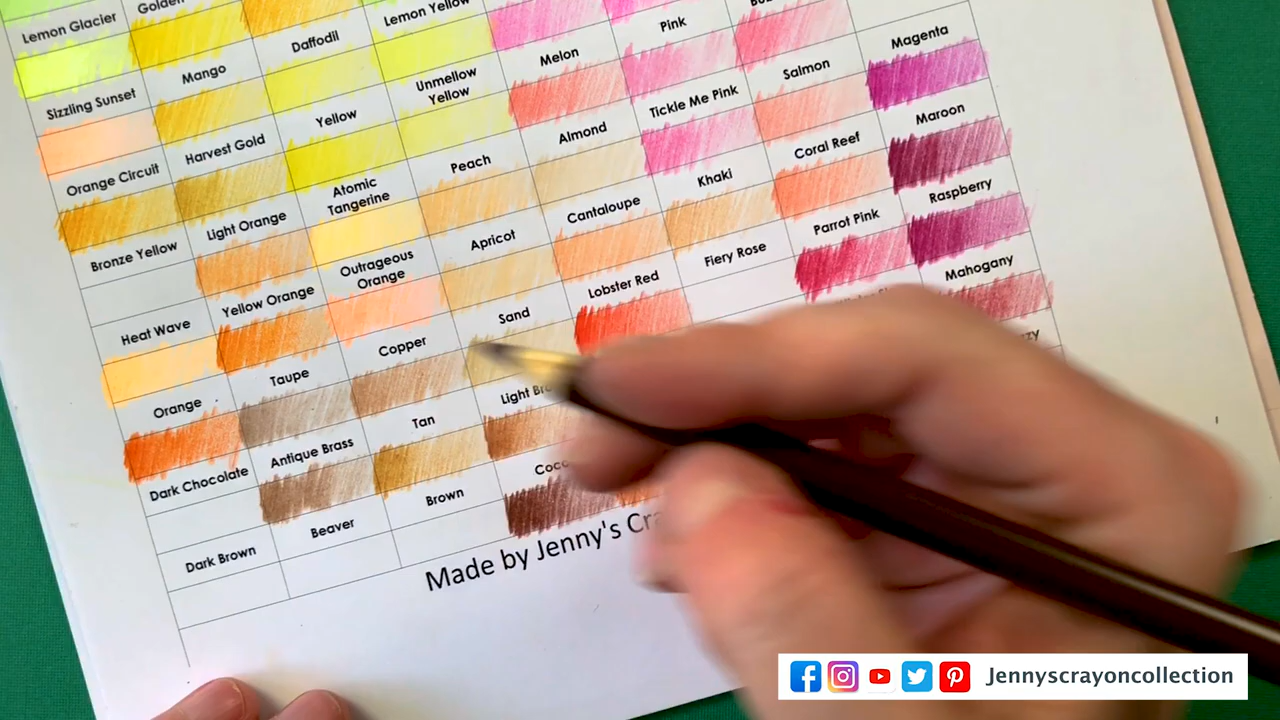 Lemon Glacier
Golden
Lemon Yellow
Daffodil
Mango
Sizzling Sunset
Unmellow
Yellow
Melon
Pink
Magenta
Yellow
Harvest Gold
Orange Circuit
Salmon
Tickle Me Pink
Almond
Peach
Atomic
Tangerine
Light Orange
Bronze Yellow
Maroon
Coral Reef
Khaki
Cantaloupe
Apricot
Outrageous
Orange
Yellow Orange
Heat Wave
Raspberry
Parrot Pink
Fiery Rose
Lobster Red
Sand
Copper
Taupe
Orange
Mahogany
Light
Tan
Antique Brass
Dark Chocolate
Brown
Beaver
Dark Brown
Made by Jenny's
Jennyscrayoncollection